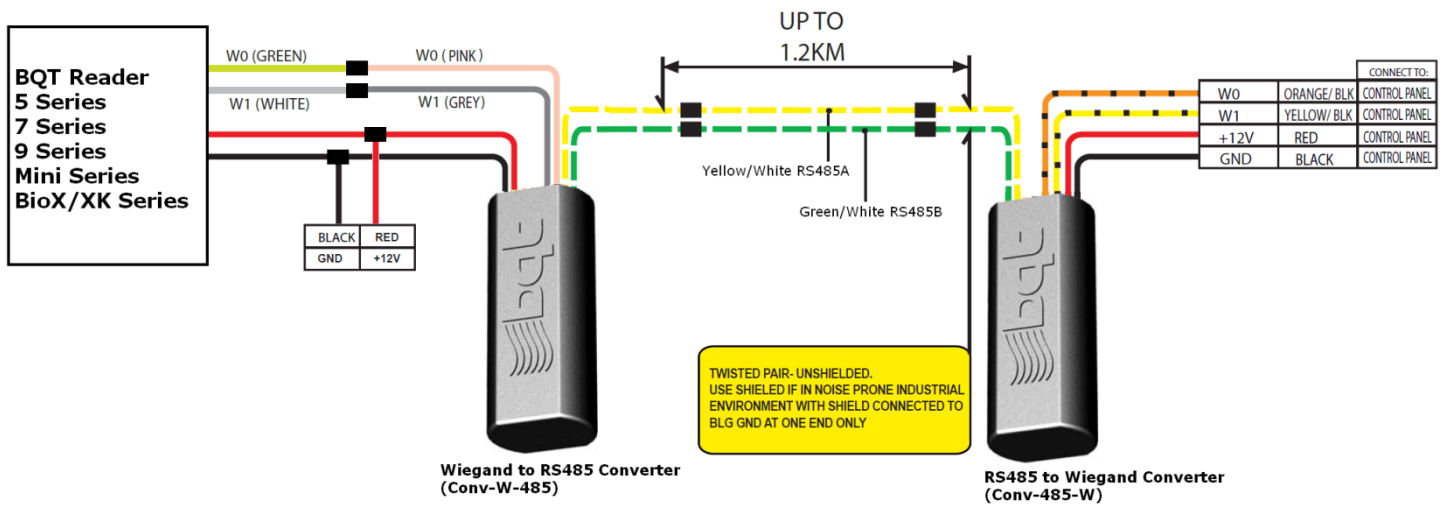 UP TO
1.2KM
BQT Reader
5 Series
7 Series
9 Series
Mini Series
BioX/XK Series
W0 (GREEN)
W0 ( PINK )
W1 (WHITE)
W1 (GREY)
BLACK RED
GND +12V
Yellow/White RS485A
Green/White RS485B
CONNECT TO:
W0 ORANGE/ BLK CONTROL PANEL
W1 YELLOW/ BLK CONTROL PANEL
+12V RED CONTROL PANEL
GND BLACK CONTROL PANEL
bqt
bqt
TWISTED PAIR- UNSHIELDED.
USE SHIELED IF IN NOISE PRONE INDUSTRIAL
ENVIRONMENT WITH SHIELD CONNECTED TO
BLG GND AT ONE END ONLY
Wiegand to RS485 Converter
(Conv-W-485)
RS485 to Wiegand Converter
(Conv-485-W)